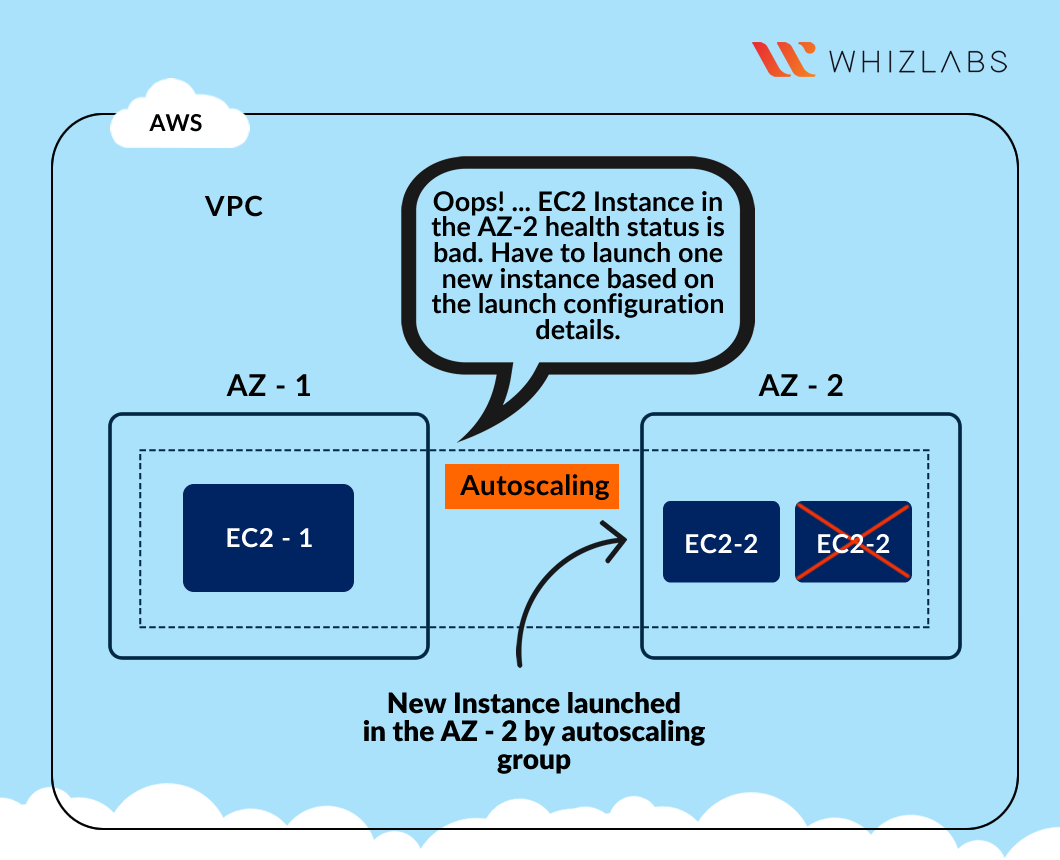 WHIZLABS
AWS
VPC
Oops! ... EC2 Instance in
the AZ-2 health status is
bad. Have to launch one
new instance based on
the launch configuration
details.
AZ - 1
AZ - 2
Autoscaling
EC2 - 1
EC2-2
EC2-2
New Instance launched
in the AZ - 2 by autoscaling
group